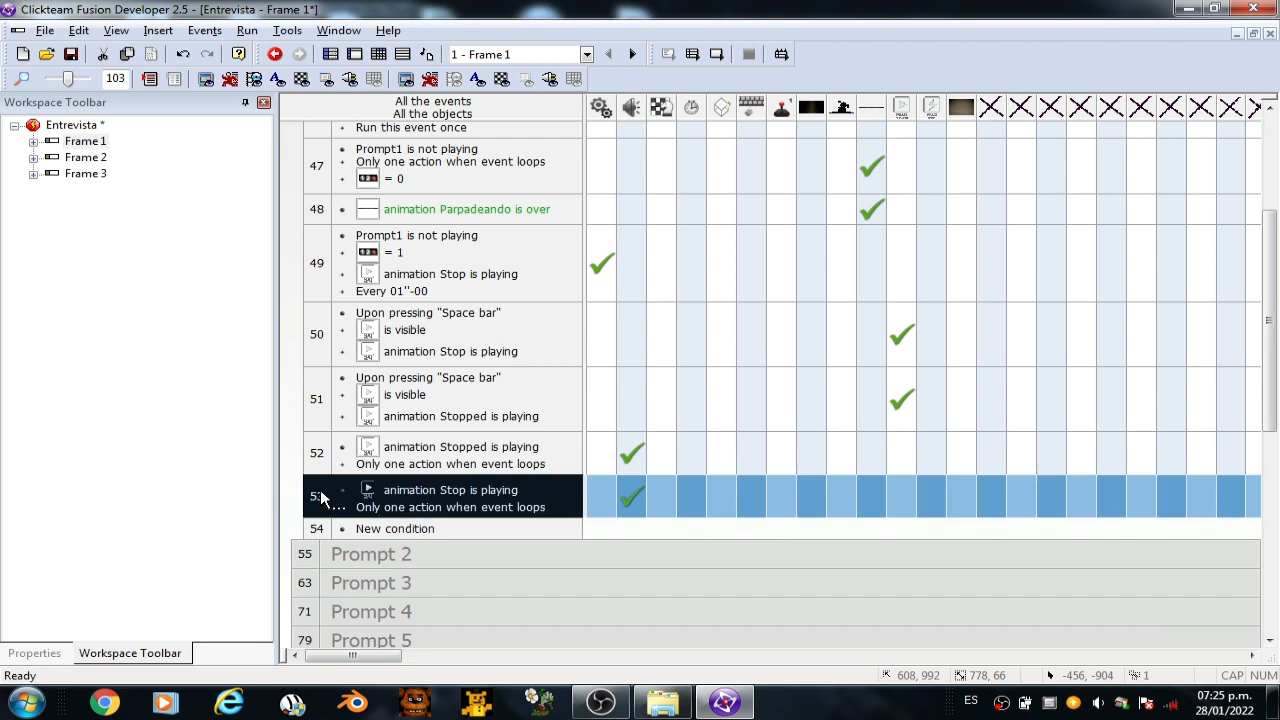 Clickteam Fusion Developer 2.5 - [Entrevista - Frame 1*]
File Edit View Insert Events Run Tools Window Help
1 - Frame 1
103
Workspace Toolbar
Entrevista *
Frame 1
Frame 2
Frame 3
All the events
All the objects
Run this event once
47 Prompt1 is not playing
Only one action when event loops
= 0
48 animation Parpadeando is over
49 Prompt1 is not playing
= 1
animation Stop is playing
Every 01"-00
50 Upon pressing "Space bar"
is visible
animation Stop is playing
51 Upon pressing "Space bar"
is visible
animation Stopped is playing
52 animation Stopped is playing
Only one action when event loops
53 animation Stop is playing
Only one action when event loops
54 New condition
55 Prompt 2
63 Prompt 3
71 Prompt 4
79 Prompt 5
Properties Workspace Toolbar
Ready 608, 992 778, 66 -456, -904 1 CAP NUM
ES 07:25 p.m.
28/01/2022